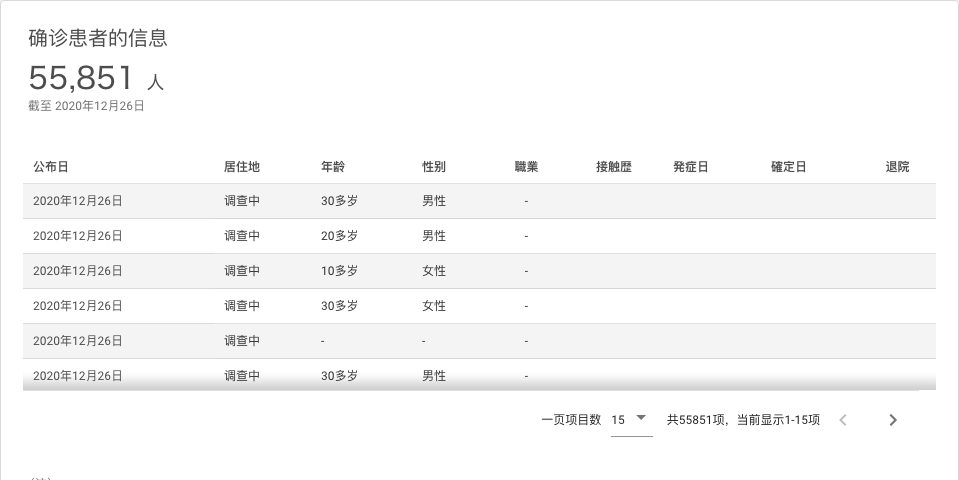 确诊患者的信息
55,851 人
截至 2020年12月26日
公布日 居住地 年龄 性别 職業 接触歴 発症日 確定日 退院
2020年12月26日 调查中 30多岁 男性 -
2020年12月26日 调查中 20多岁 男性 -
2020年12月26日 调查中 10多岁 女性 -
2020年12月26日 调查中 30多岁 女性 -
2020年12月26日 调查中 - - -
2020年12月26日 调查中 30多岁 男性 -
一页项目数 15 共55851项，当前显示1-15项